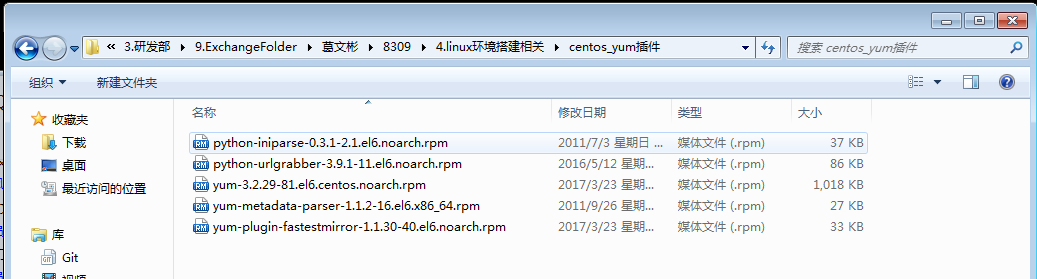 « 3.研发部 ▸ 9.ExchangeFolder ▸ 墓文彬 ▸ 8309 ▸ 4.linux环境搭建相关 ▸ centos_yum插件
搜索 centos_yum插件
组织 新建文件夹
名称 修改日期 类型 大小
收藏夹
下载
桌面
最近访问的位置
库
Git
视频
python-iniparse-0.3.1-2.1.el6.noarch.rpm 2011/7/3 星期日 ... 媒体文件 (.rpm) 37 KB
python-urlgrabber-3.9.1-11.el6.noarch.rpm 2016/5/12 星期... 媒体文件 (.rpm) 86 KB
yum-3.2.29-81.el6.centos.noarch.rpm 2017/3/23 星期... 媒体文件 (.rpm) 1,018 KB
yum-metadata-parser-1.1.2-16.el6.x86_64.rpm 2011/9/26 星期... 媒体文件 (.rpm) 27 KB
yum-plugin-fastestmirror-1.1.30-40.el6.noarch.rpm 2017/3/23 星期... 媒体文件 (.rpm) 33 KB